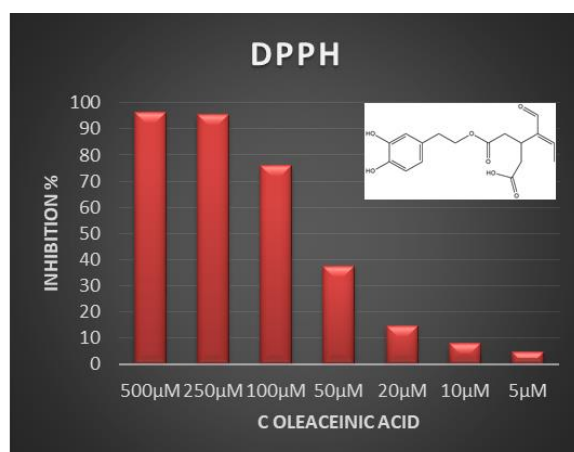 DPPH
INHIBITION %
100
90
80
70
60
50
40
30
20
10
0
500µM 250µM 100µM 50µM 20µM 10µM 5µM
C OLEACEINIC ACID
O
HO
O
HO
O
HO
O